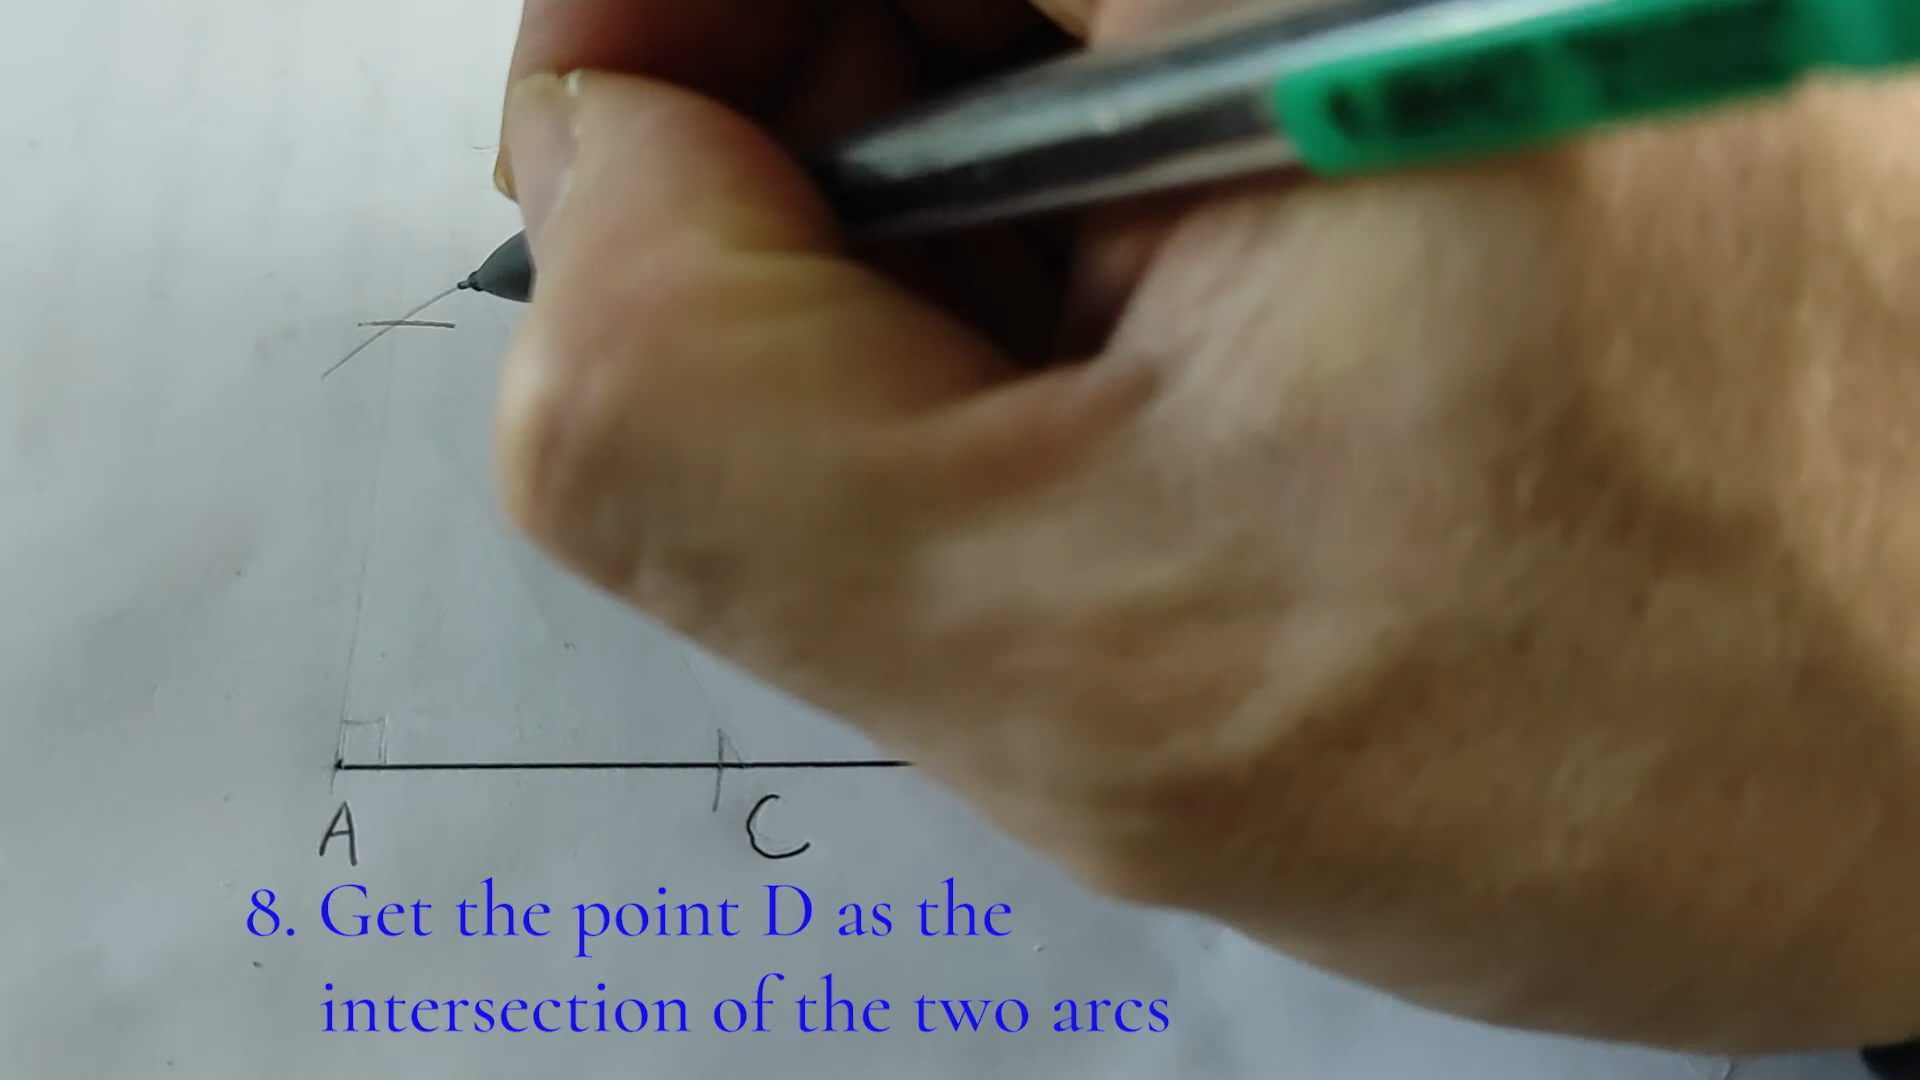 A
C
8. Get the point D as the
intersection of the two arcs